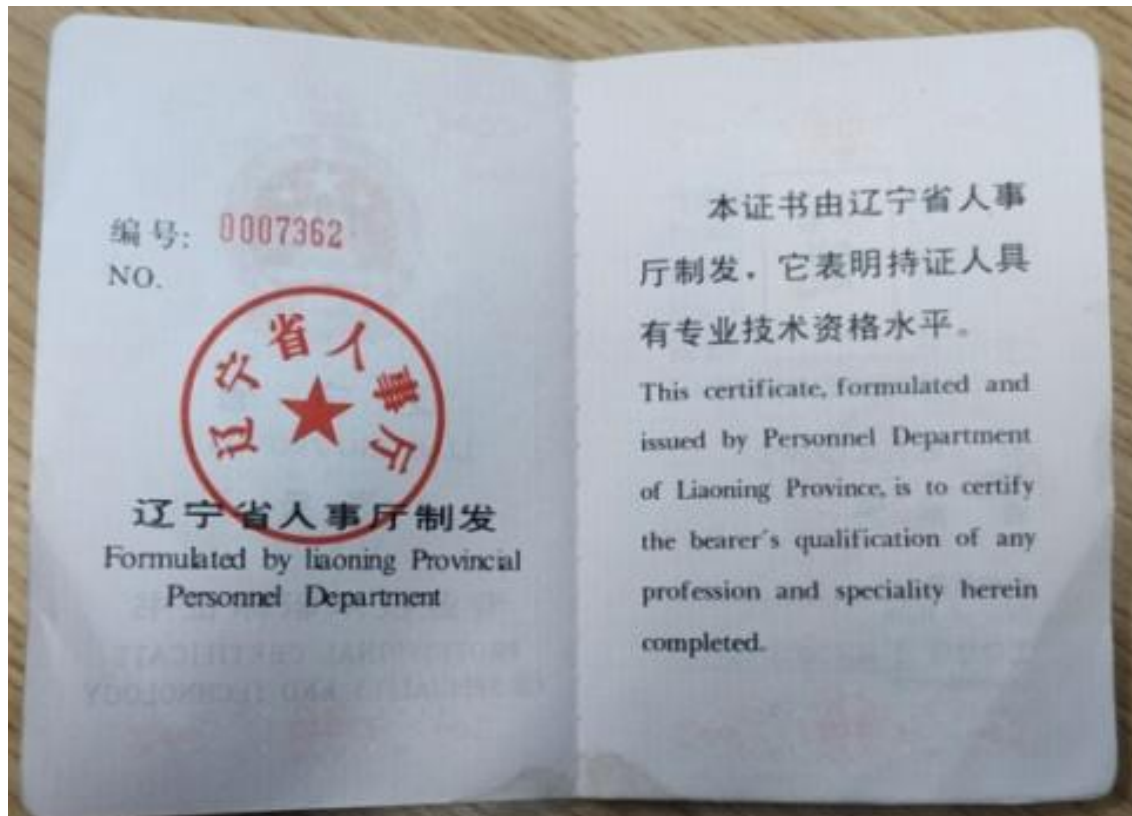 编号: 0007362
NO.
辽宁省人事厅
辽宁省人事厅制发
Formulated by liaoning Provincial
Personnel Department
本证书由辽宁省人事
厅制发，它表明持证人具
有专业技术资格水平。
This certificate, formulated and
issued by Personnel Department
of Liaoning Province, is to certify
the bearer's qualification of any
profession and speciality herein
completed.